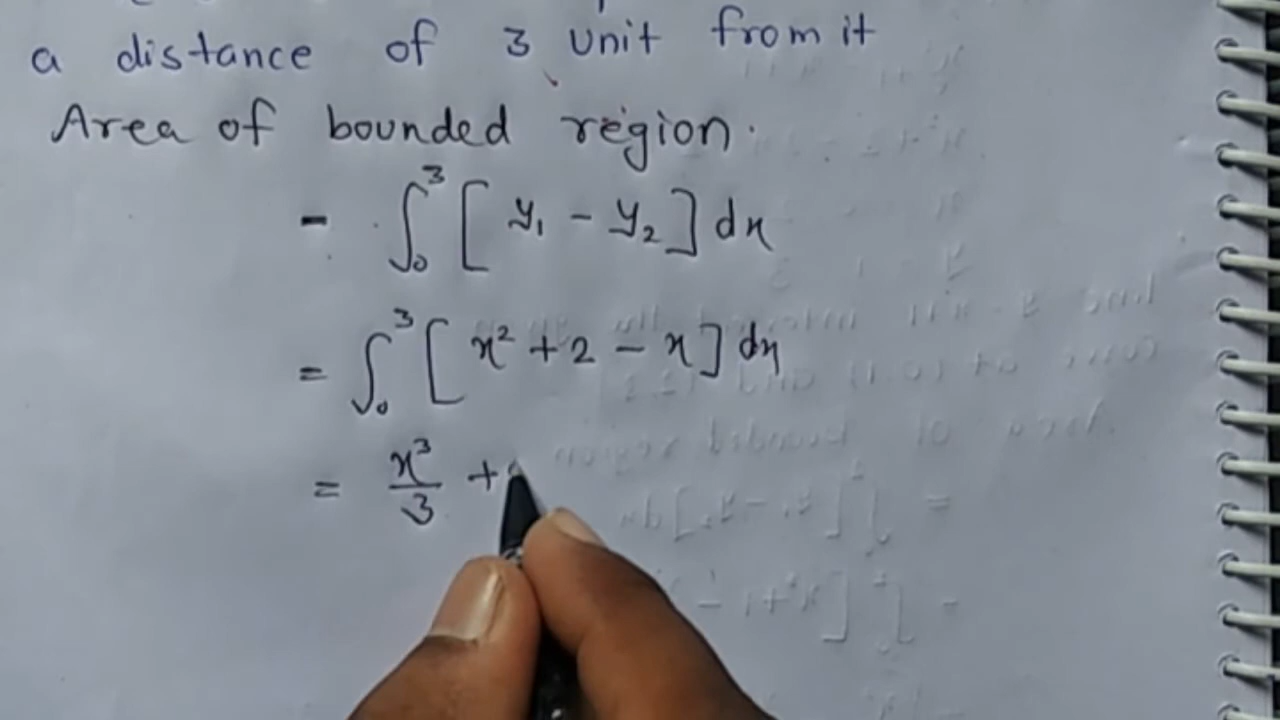 a distance of 3 unit from it
Area of bounded region.
- ∫₀³ [ y₁ - y₂ ] dx
= ∫₀³ [ x² + 2 - x ] dx
= x³/3 +